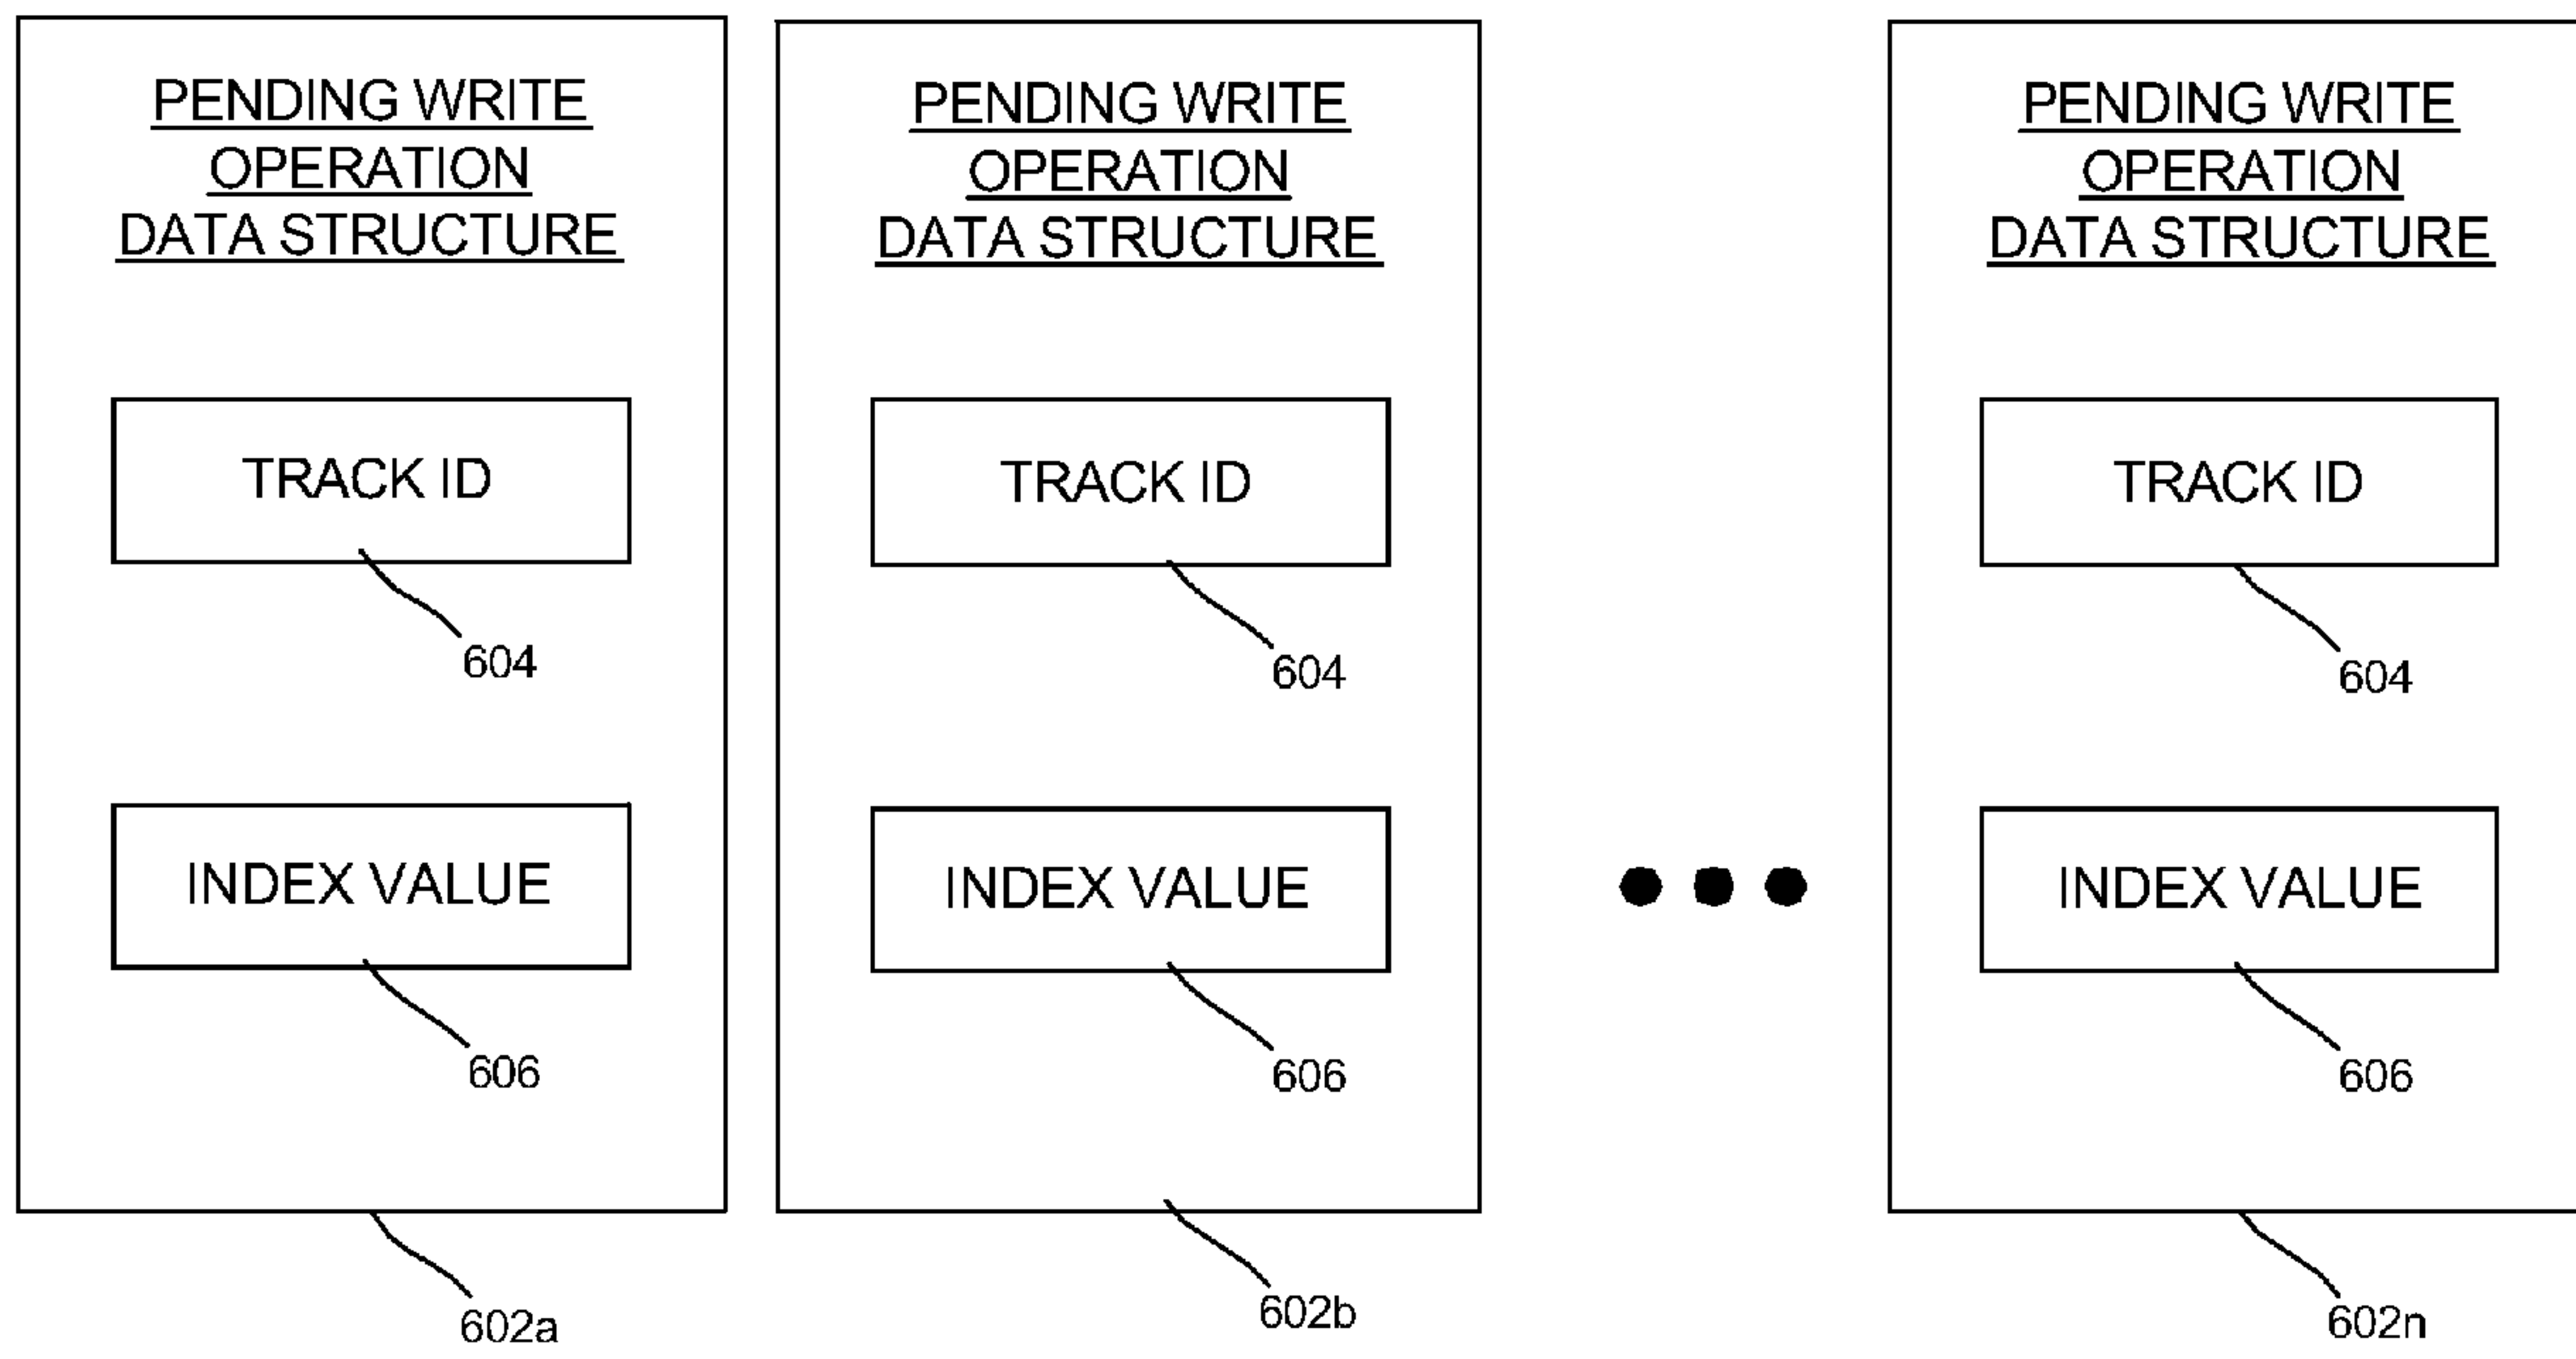 PENDING WRITE
OPERATION
DATA STRUCTURE
TRACK ID
604
INDEX VALUE
606
602a
PENDING WRITE
OPERATION
DATA STRUCTURE
TRACK ID
604
INDEX VALUE
606
602b
PENDING WRITE
OPERATION
DATA STRUCTURE
TRACK ID
604
INDEX VALUE
606
602n